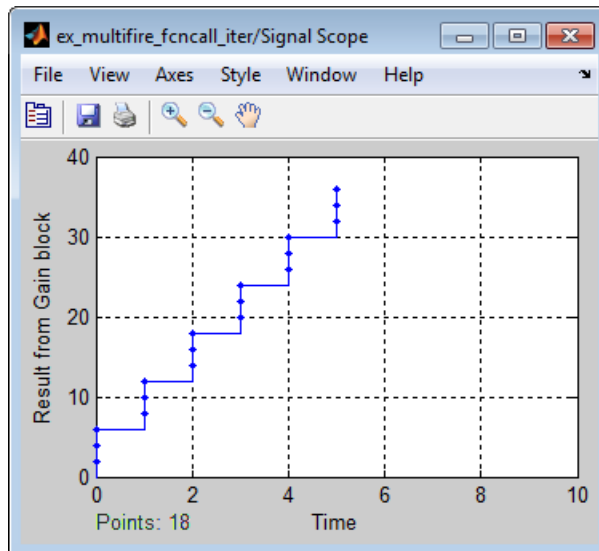 ex_multifire_fcncall_iter/Signal Scope
File View Axes Style Window Help
40
30
20
10
0
Result from Gain block
0 2 4 6 8 10
Points: 18 Time